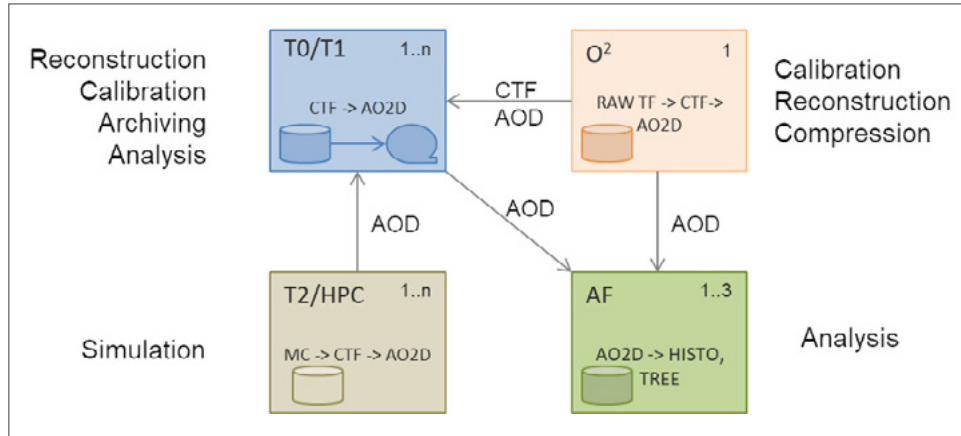 Reconstruction
Calibration
Archiving
Analysis
T0/T1
1..n
CTF -> AO2D
CTF
AOD
O²
1
RAW TF -> CTF->
AO2D
Calibration
Reconstruction
Compression
AOD
AOD
AOD
Simulation
T2/HPC
1..n
MC -> CTF -> AO2D
AF
1..3
AO2D -> HISTO,
TREE
Analysis